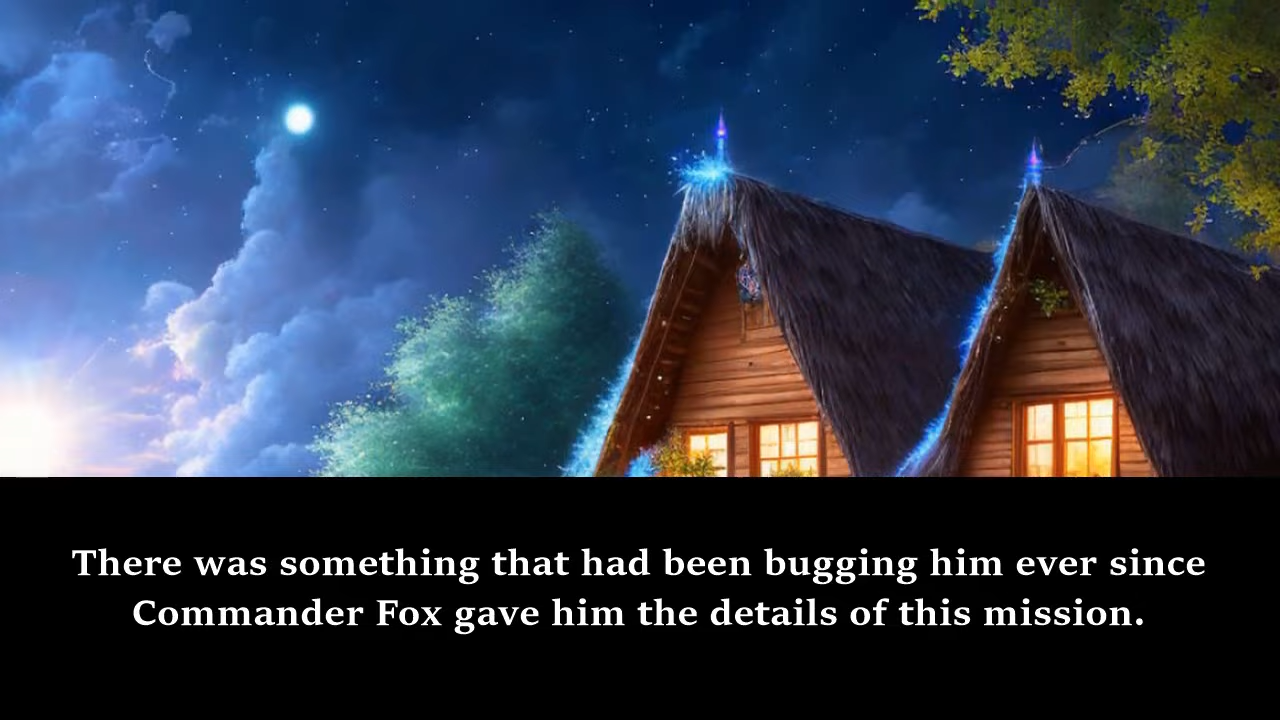 There was something that had been bugging him ever since
Commander Fox gave him the details of this mission.